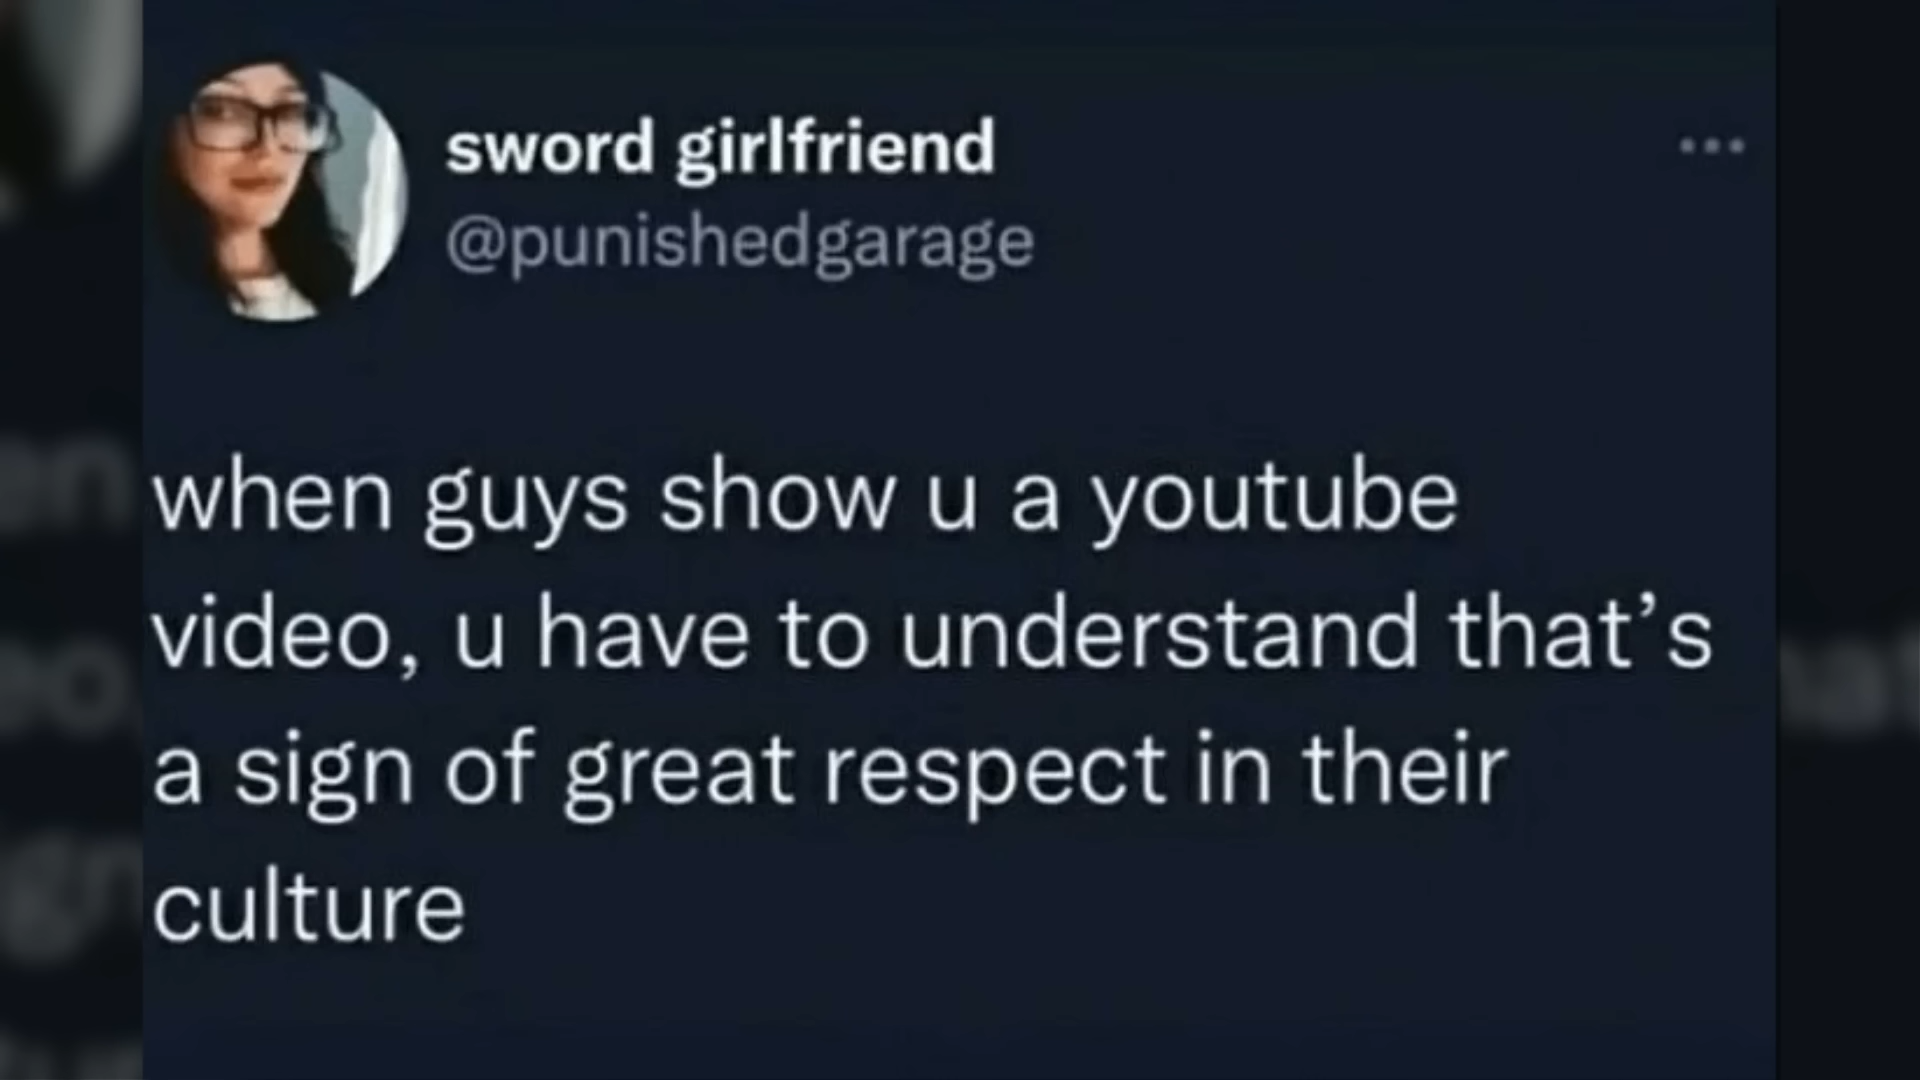 sword girlfriend
@punishedgarage
when guys show u a youtube
video, u have to understand that’s
a sign of great respect in their
culture